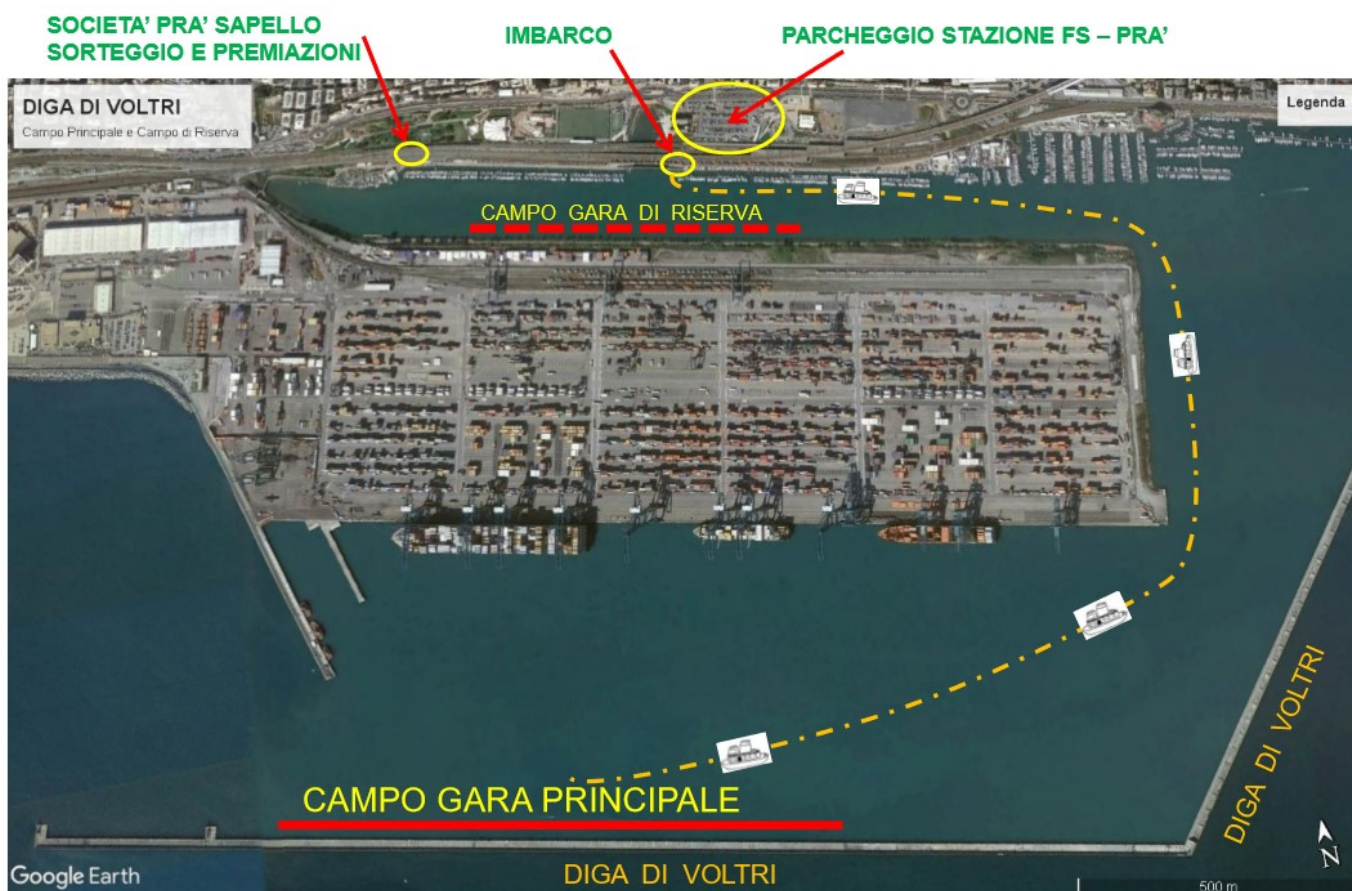 SOCIETA' PRA' SAPELLO
SORTEGGIO E PREMIAZIONI
IMBARCO
PARCHEGGIO STAZIONE FS – PRA'
DIGA DI VOLTRI
Campo Principale e Campo di Riserva
Legenda
CAMPO GARA DI RISERVA
CAMPO GARA PRINCIPALE
DIGA DI VOLTRI
DIGA DI VOLTRI
N
Google Earth
500 m